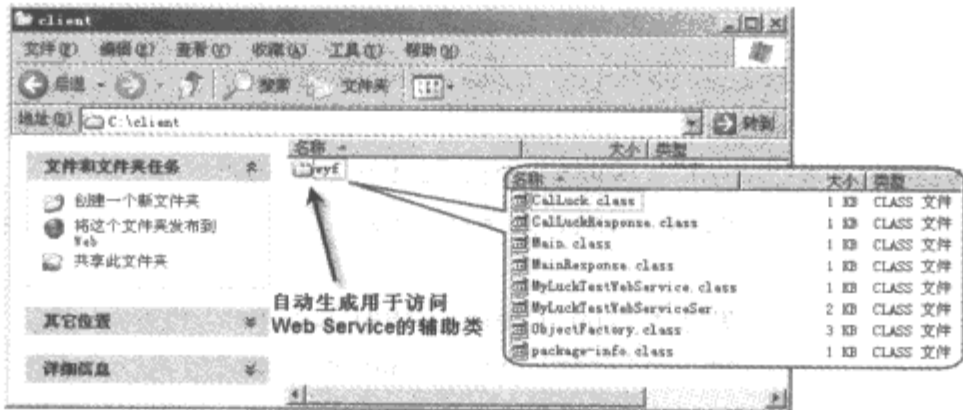 client
文件(F) 编辑(E) 查看(V) 收藏(A) 工具(T) 帮助(H)
后退 搜索 文件夹
地址(D) C:\client 转到
文件和文件夹任务
创建一个新文件夹
将这个文件夹发布到
Web
共享此文件夹
其它位置
详细信息
名称 大小 类型
wyf
自动生成用于访问
Web Service的辅助类
名称 大小 类型
CalLuck.class 1 KB CLASS 文件
CalLuckResponse.class 1 KB CLASS 文件
Main.class 1 KB CLASS 文件
MainResponse.class 1 KB CLASS 文件
MyLuckTestWebService.class 1 KB CLASS 文件
MyLuckTestWebServiceSer... 2 KB CLASS 文件
ObjectFactory.class 3 KB CLASS 文件
package-info.class 1 KB CLASS 文件